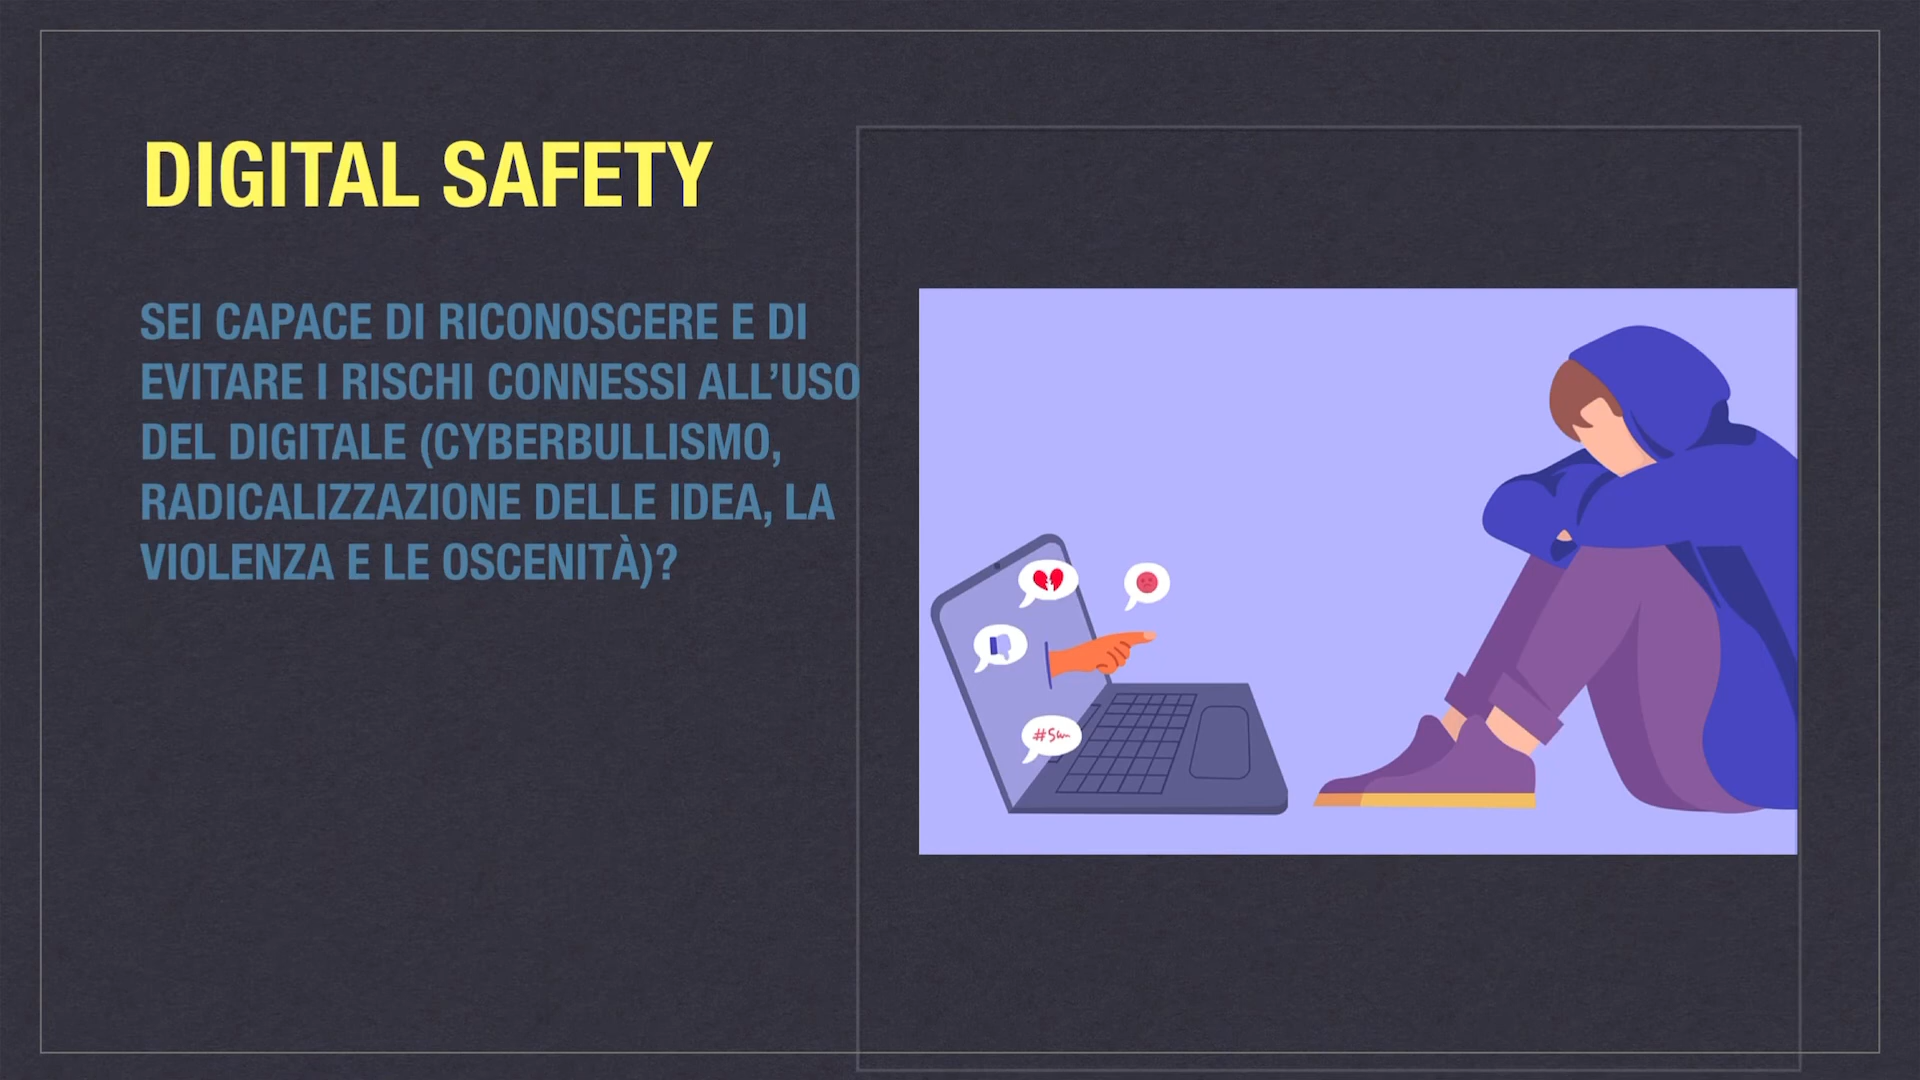 DIGITAL SAFETY
SEI CAPACE DI RICONOSCERE E DI
EVITARE I RISCHI CONNESSI ALL’USO
DEL DIGITALE (CYBERBULLISMO,
RADICALIZZAZIONE DELLE IDEA, LA
VIOLENZA E LE OSCENITÀ)?